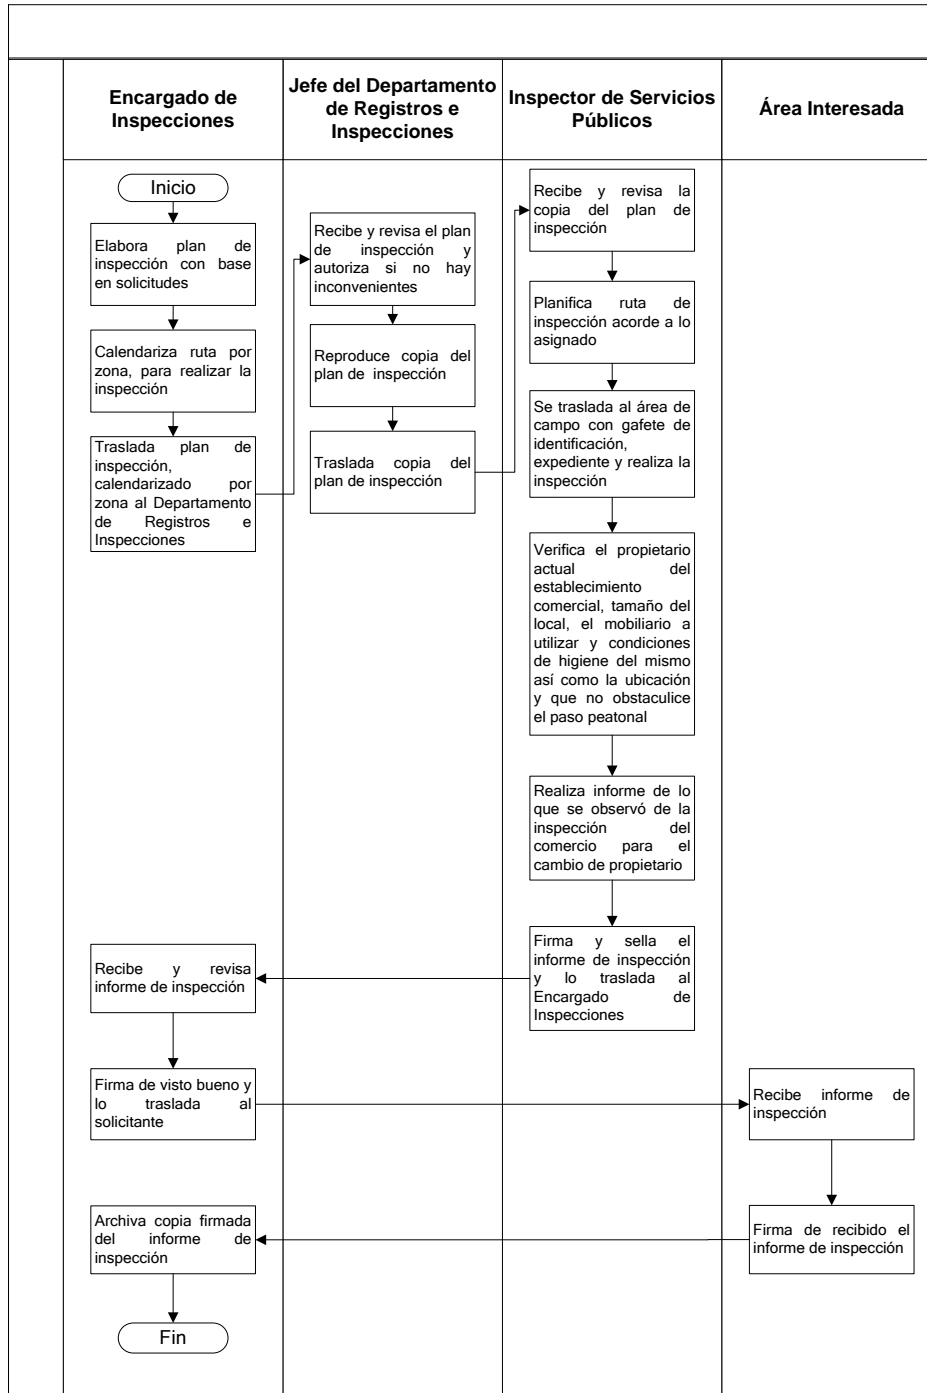 Encargado de
Inspecciones
Jefe del Departamento
de Registros e
Inspecciones
Inspector de Servicios
Públicos
Área Interesada
Inicio
Elabora plan de
inspección con base
en solicitudes
Calendariza ruta por
zona, para realizar la
inspección
Traslada plan de
inspección,
calendarizado por
zona al Departamento
de Registros e
Inspecciones
Recibe y revisa el plan
de inspección y
autoriza si no hay
inconvenientes
Reproduce copia del
plan de inspección
Traslada copia del
plan de inspección
Recibe y revisa la
copia del plan de
inspección
Planifica ruta de
inspección acorde a lo
asignado
Se traslada al área de
campo con gafete de
identificación,
expediente y realiza la
inspección
Verifica el propietario
actual del
establecimiento
comercial, tamaño del
local, el mobiliario a
utilizar y condiciones
de higiene del mismo
así como la ubicación
y que no obstaculice
el paso peatonal
Realiza informe de lo
que se observó de la
inspección del
comercio para el
cambio de propietario
Firma y sella el
informe de inspección
y lo traslada al
Encargado de
Inspecciones
Recibe y revisa
informe de inspección
Firma de visto bueno y
lo traslada al
solicitante
Recibe informe de
inspección
Firma de recibido el
informe de inspección
Archiva copia firmada
del informe de
inspección
Fin